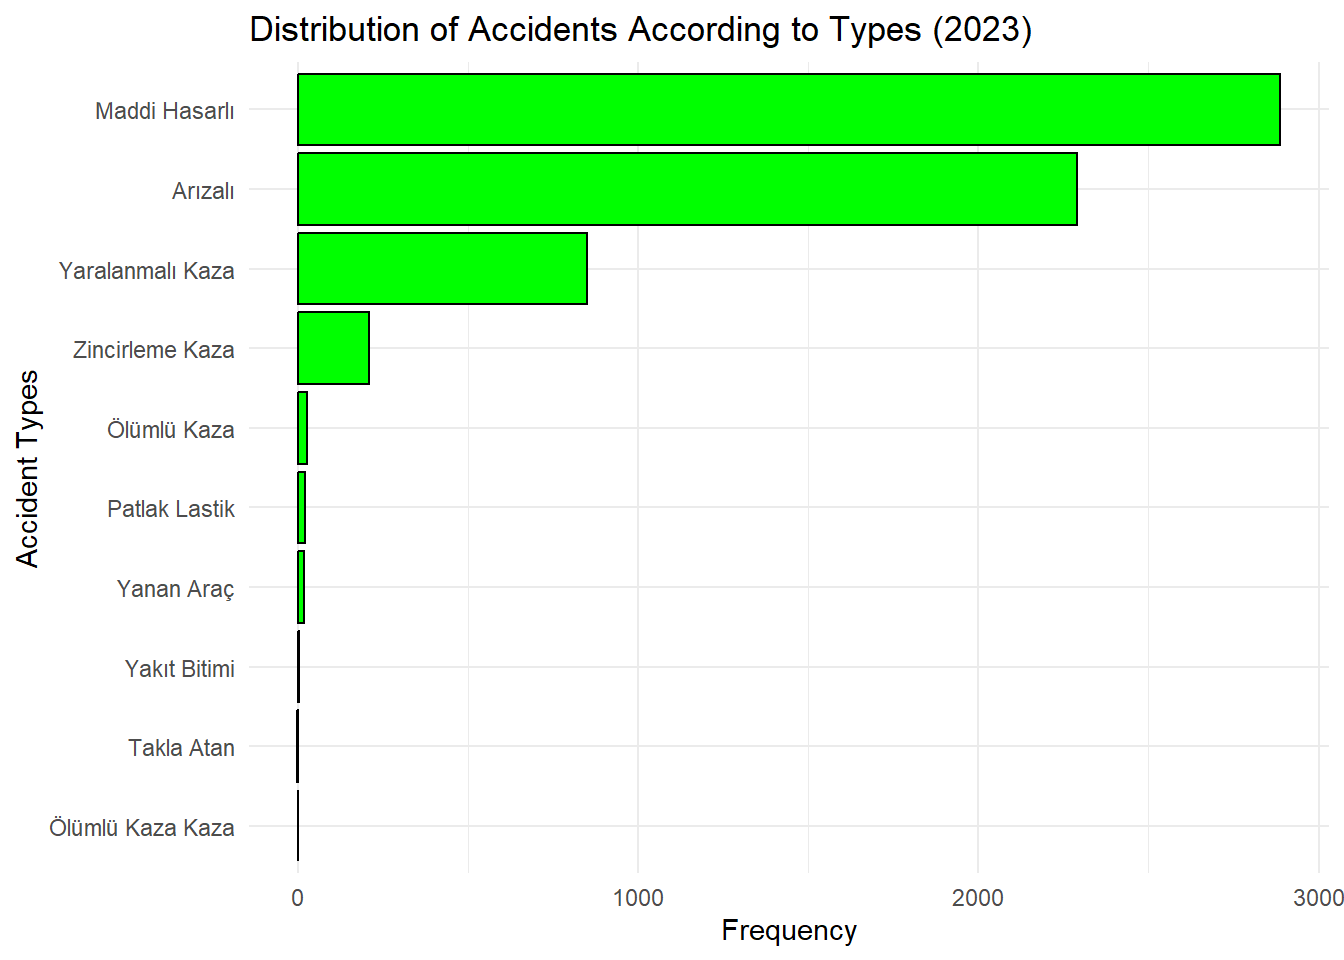 Distribution of Accidents According to Types (2023)
Maddi Hasarlı
Arızalı
Yaralanmalı Kaza
Zincirleme Kaza
Ölümlü Kaza
Patlak Lastik
Yanan Araç
Yakıt Bitimi
Takla Atan
Ölümlü Kaza Kaza
Accident Types
0 1000 2000 3000
Frequency